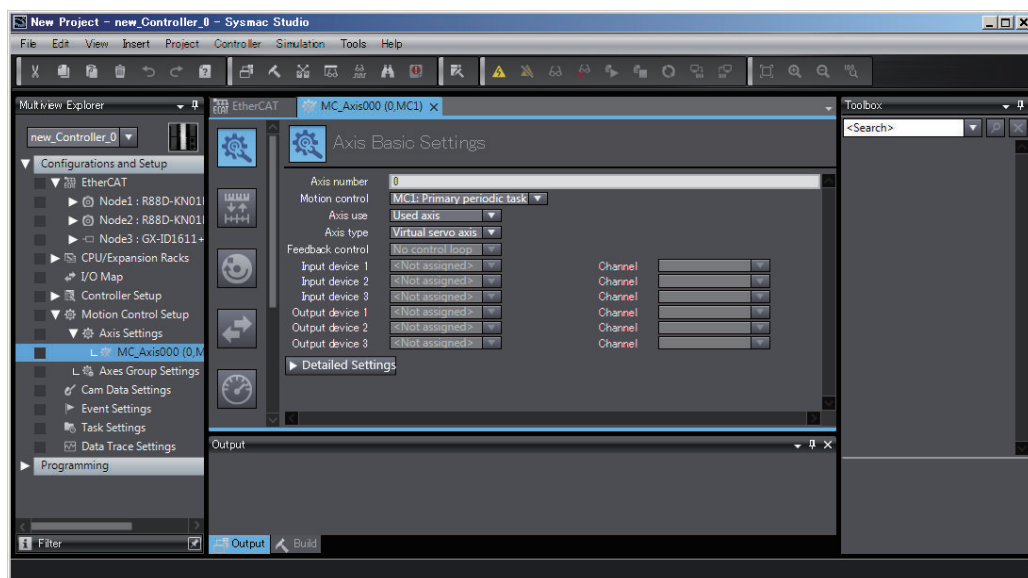 New Project - new_Controller_0 - Sysmac Studio
File Edit View Insert Project Controller Simulation Tools Help
Multiview Explorer
new_Controller_0
Configurations and Setup
EtherCAT
Node1 : R88D-KN01
Node2 : R88D-KN01
Node3 : GX-ID1611+
CPU/Expansion Racks
I/O Map
Controller Setup
Motion Control Setup
Axis Settings
MC_Axis000 (0,M
Axes Group Settings
Cam Data Settings
Event Settings
Task Settings
Data Trace Settings
Programming
Filter
EtherCAT MC_Axis000 (0,MC1)
Axis Basic Settings
Axis number 0
Motion control MC1: Primary periodic task
Axis use Used axis
Axis type Virtual servo axis
Feedback control No control loop
Input device 1 <Not assigned> Channel
Input device 2 <Not assigned> Channel
Input device 3 <Not assigned> Channel
Output device 1 <Not assigned> Channel
Output device 2 <Not assigned> Channel
Output device 3 <Not assigned> Channel
Detailed Settings
Output
Output Build
Toolbox
<Search>